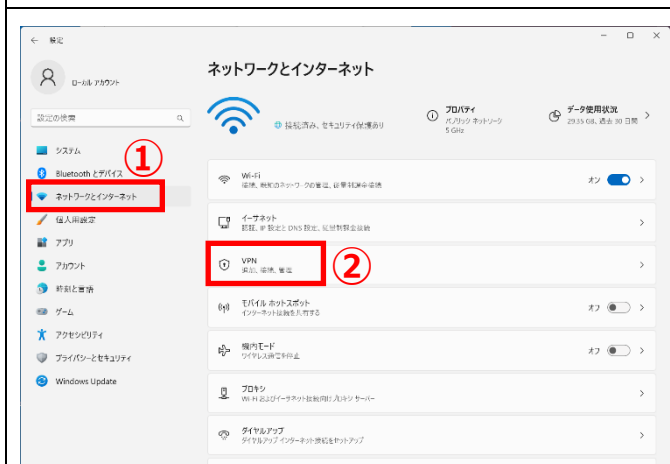 設定
ローカル アカウント
設定の検索
システム
Bluetooth とデバイス
①
ネットワークとインターネット
個人用設定
アプリ
アカウント
時刻と言語
ゲーム
アクセシビリティ
プライバシーとセキュリティ
Windows Update
ネットワークとインターネット
接続済み、セキュリティ保護あり
プロパティ
パブリック ネットワーク
5 GHz
データ使用状況
29.35 GB、過去 30 日間
Wi-Fi
接続、既知のネットワークの管理、従量制課金接続
オン
イーサネット
認証、IP 設定と DNS 設定、従量制課金接続
VPN
追加、接続、管理
②
モバイル ホットスポット
インターネット接続を共有する
オフ
機内モード
ワイヤレス通信を停止
オフ
プロキシ
Wi-Fi およびイーサネット接続向けプロキシ サーバー
ダイヤルアップ
ダイヤルアップ インターネット接続をセットアップ